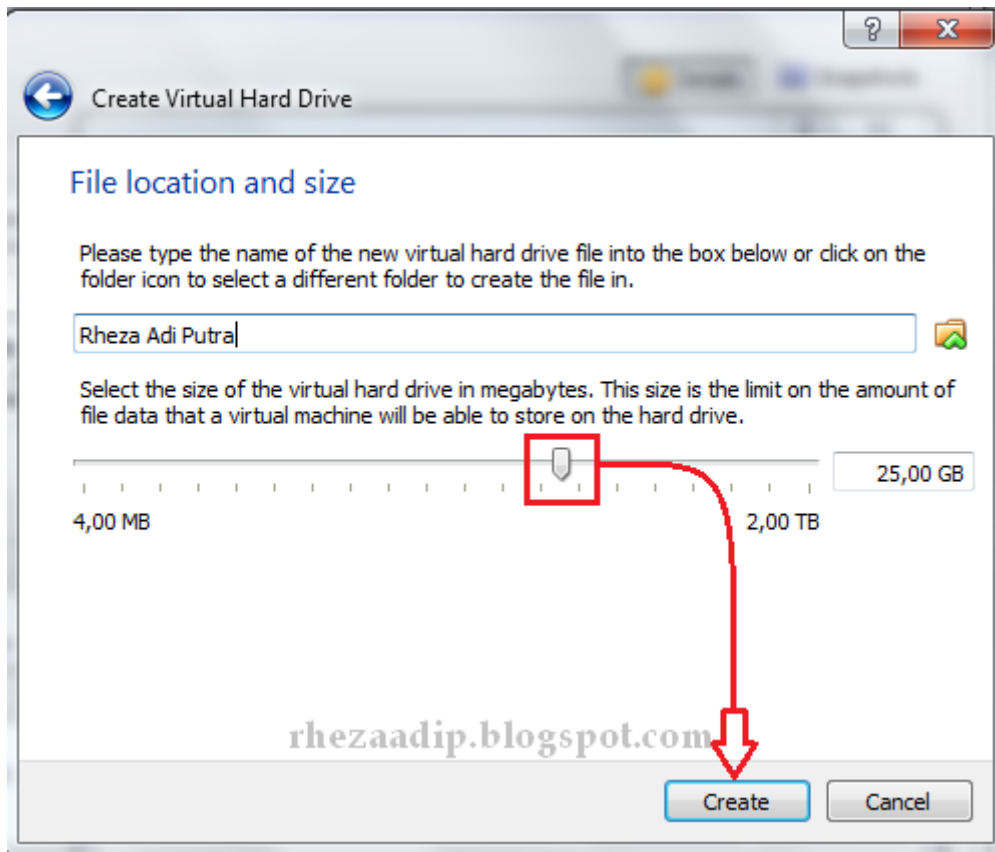 Create Virtual Hard Drive
File location and size
Please type the name of the new virtual hard drive file into the box below or click on the
folder icon to select a different folder to create the file in.
Rheza Adi Putra
Select the size of the virtual hard drive in megabytes. This size is the limit on the amount of
file data that a virtual machine will be able to store on the hard drive.
25,00 GB
4,00 MB 2,00 TB
rhezaadip.blogspot.com
Create Cancel